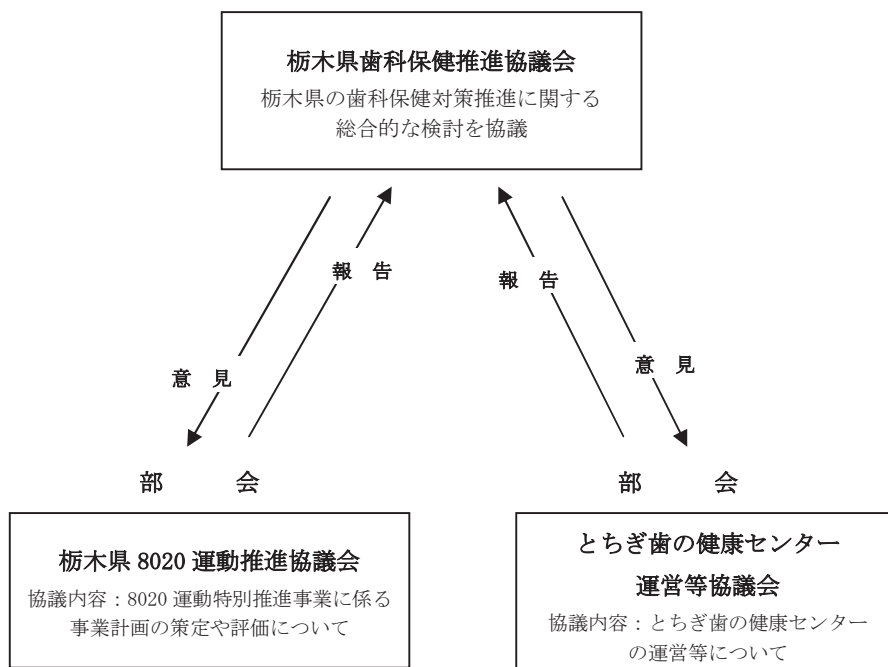 栃木県歯科保健推進協議会
栃木県の歯科保健対策推進に関する
総合的な検討を協議
報　告
報　告
意　見
意　見
部　会
部　会
栃木県 8020 運動推進協議会
協議内容：8020 運動特別推進事業に係る
事業計画の策定や評価について
とちぎ歯の健康センター
運営等協議会
協議内容：とちぎ歯の健康センター
の運営等について